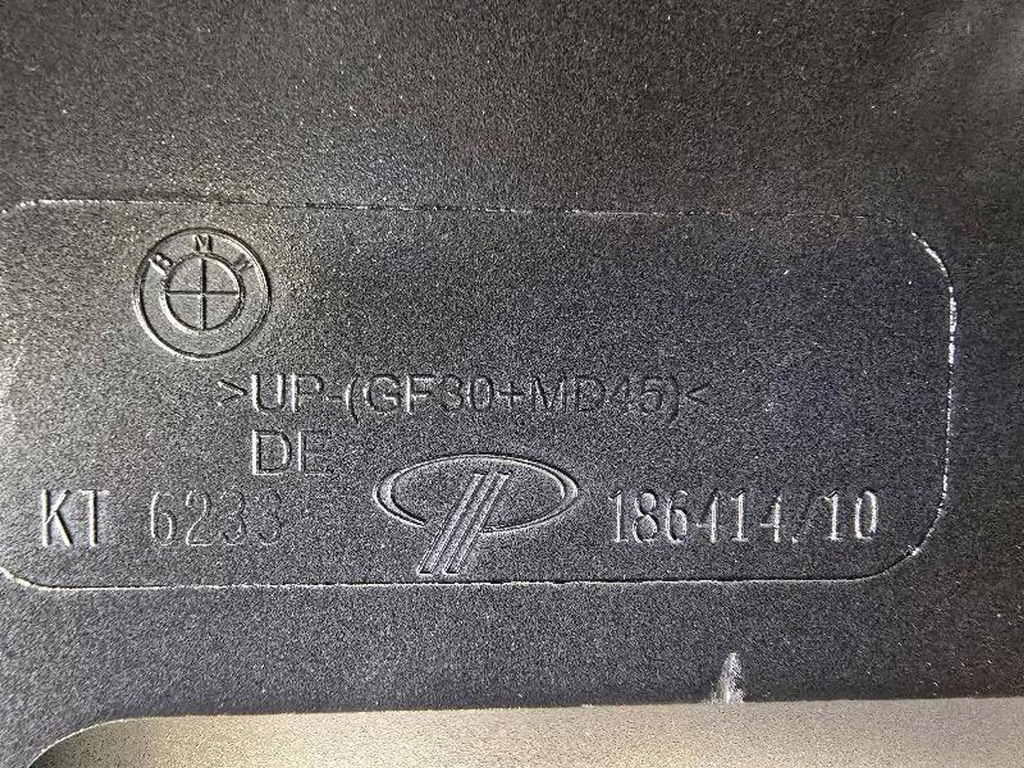 BMW
>UP-(GF30+MD45)<
DE
KT 6233 186414/10